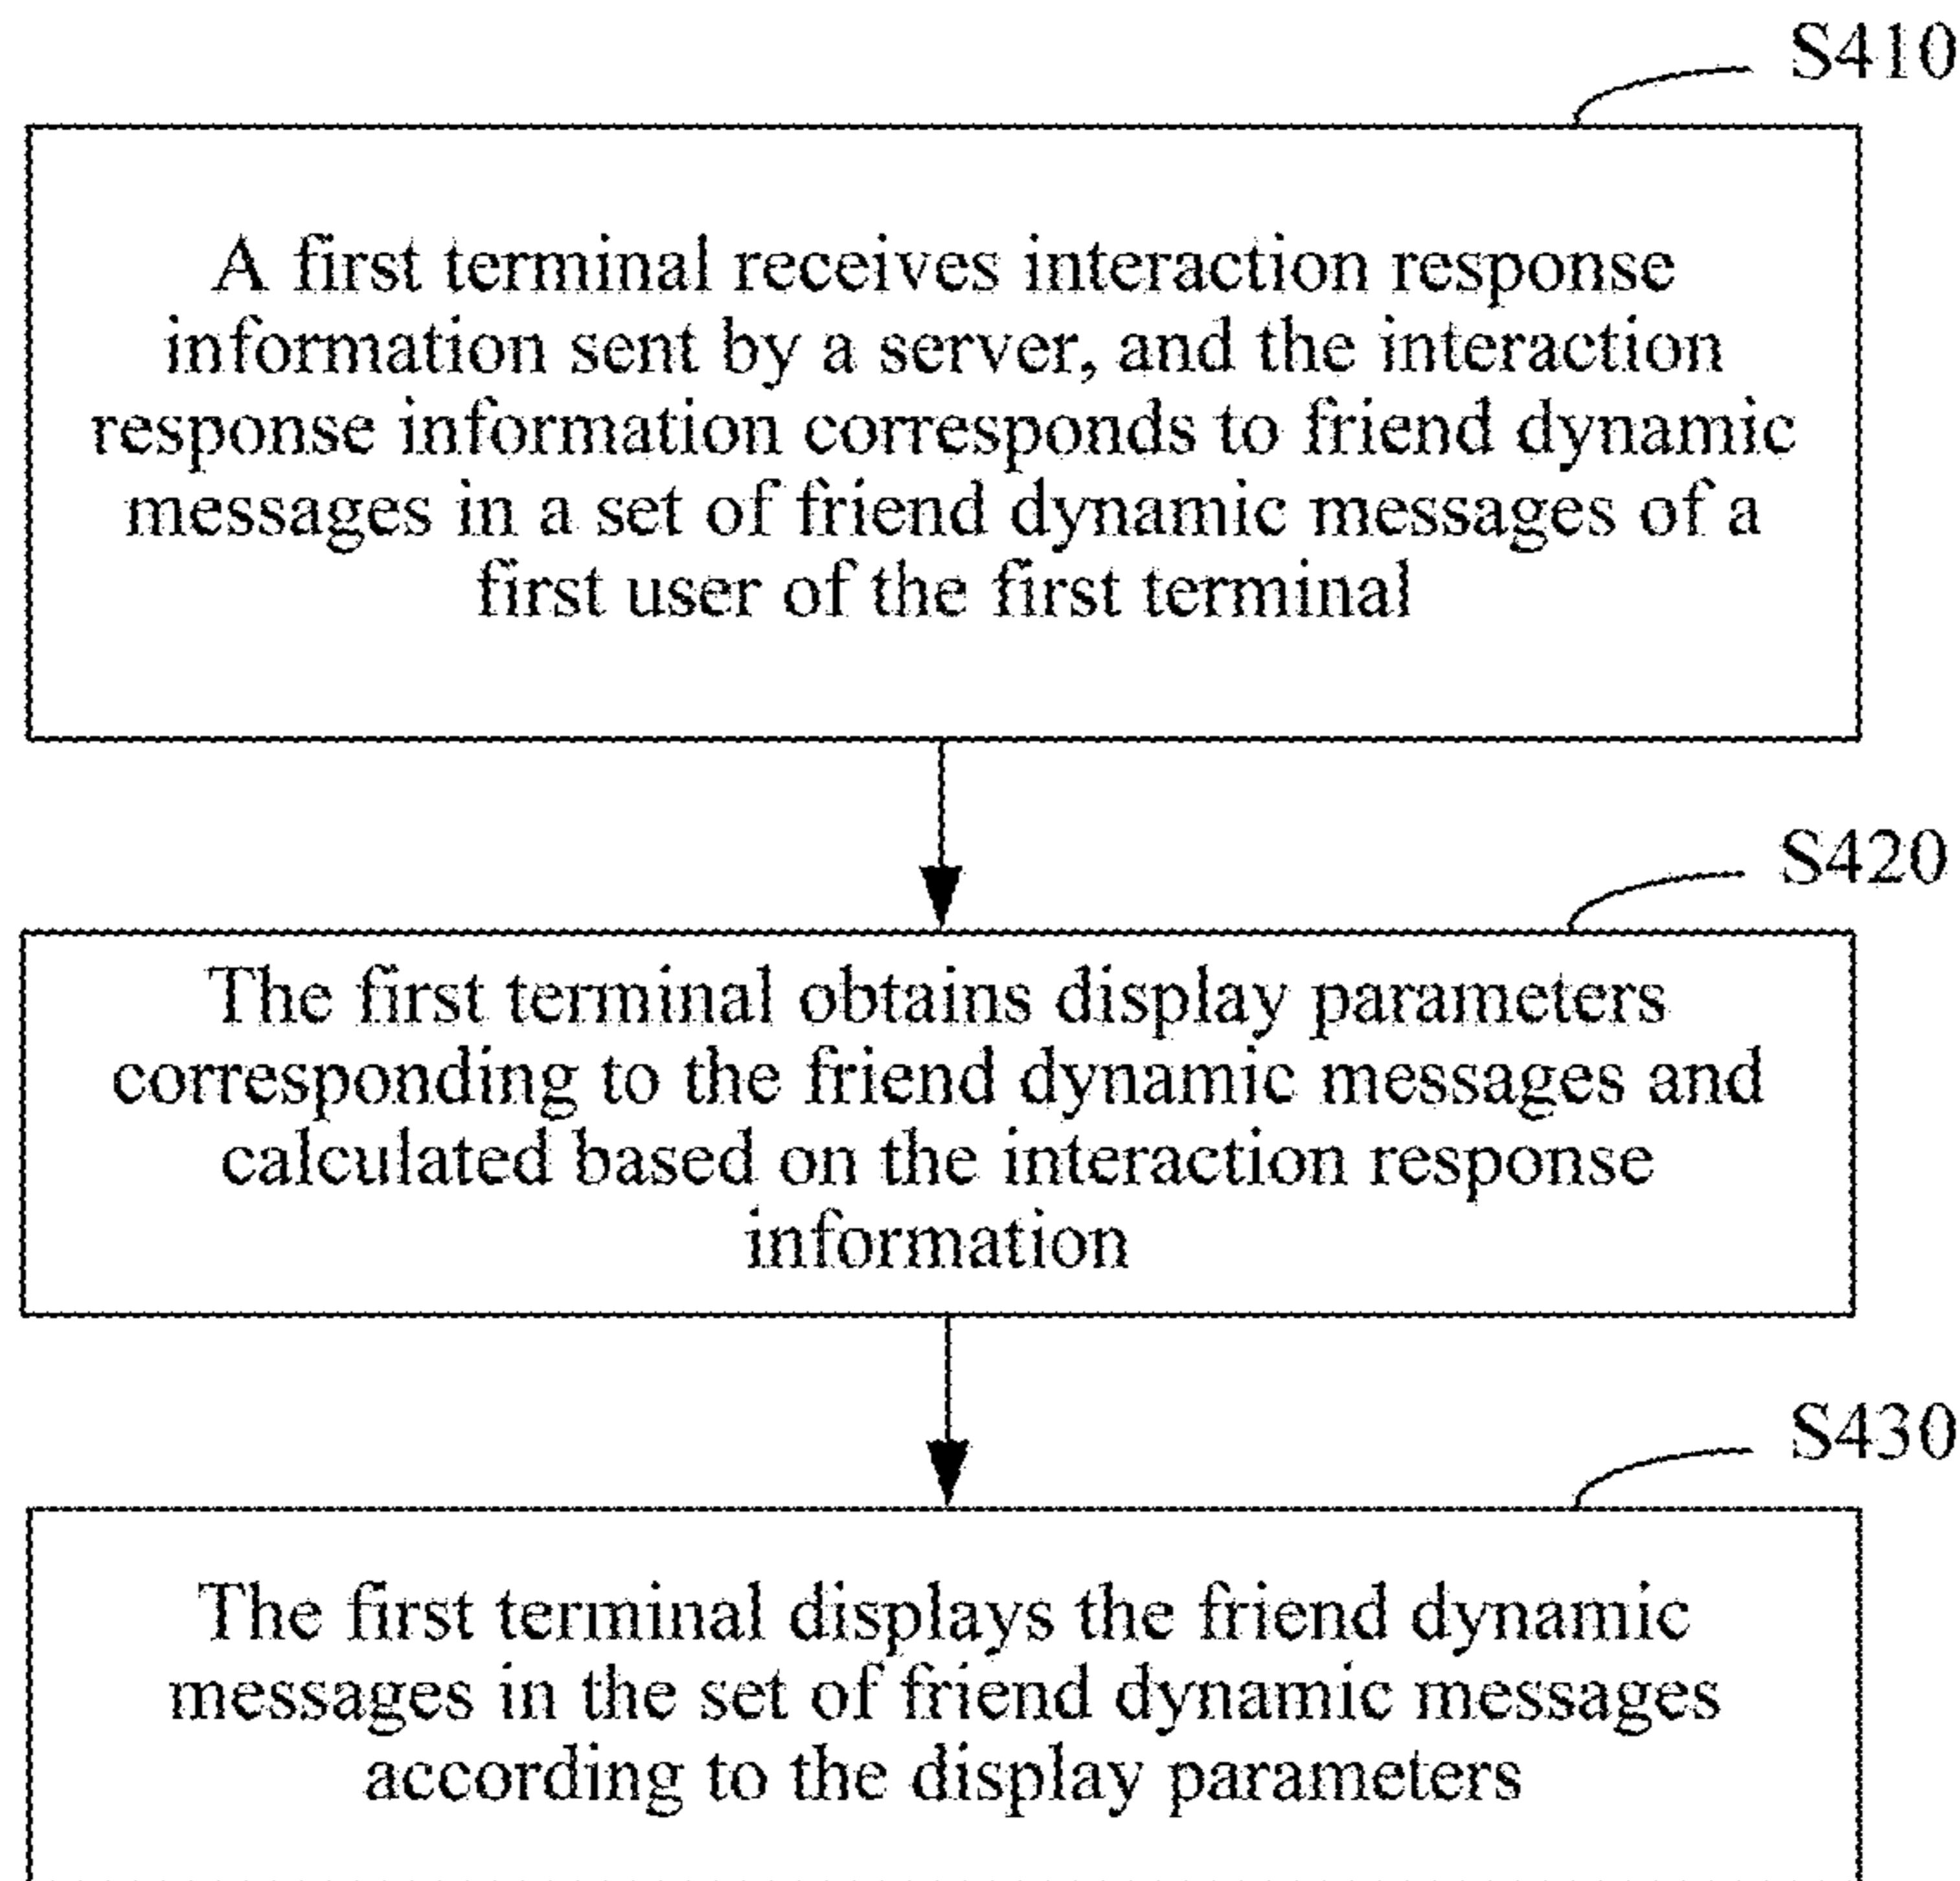 S410
A first terminal receives interaction response
information sent by a server, and the interaction
response information corresponds to friend dynamic
messages in a set of friend dynamic messages of a
first user of the first terminal
S420
The first terminal obtains display parameters
corresponding to the friend dynamic messages and
calculated based on the interaction response
information
S430
The first terminal displays the friend dynamic
messages in the set of friend dynamic messages
according to the display parameters